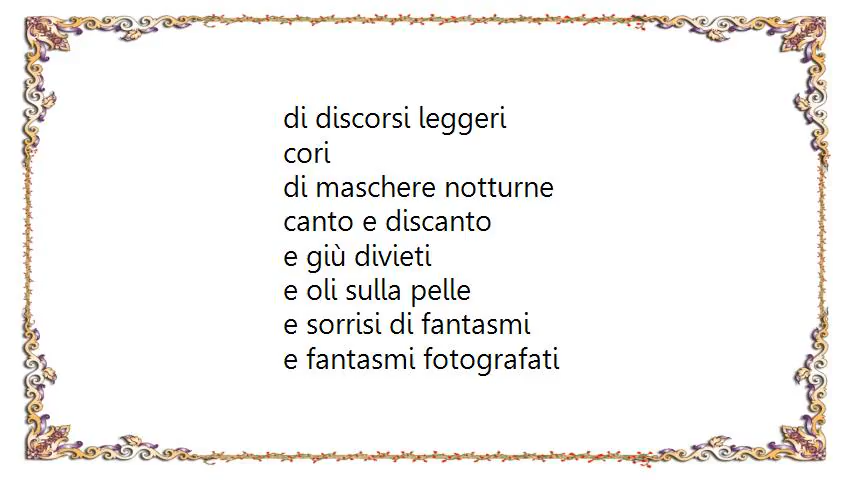 di discorsi leggeri
cori
di maschere notturne
canto e discanto
e giù divieti
e oli sulla pelle
e sorrisi di fantasmi
e fantasmi fotografati